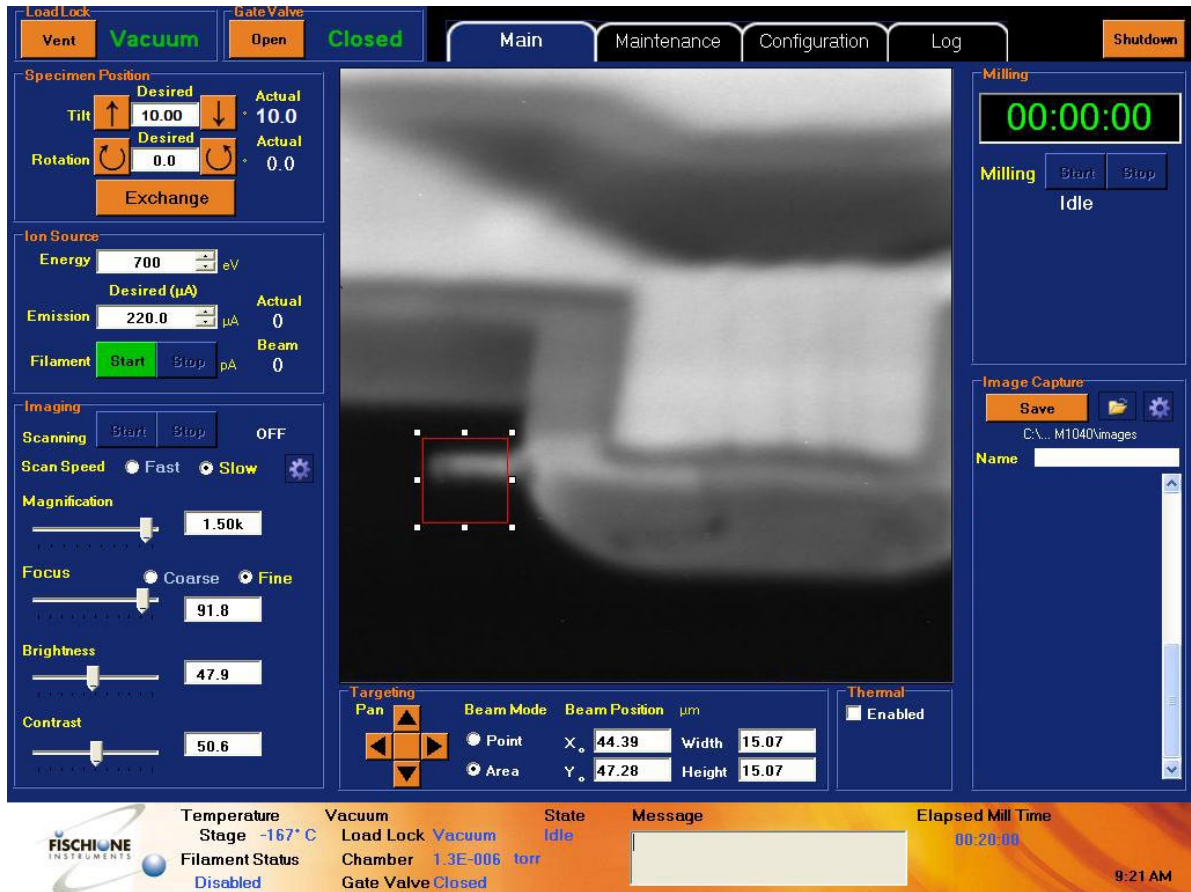 Load Lock
Vent Vacuum
Gate Valve
Open Closed
Main Maintenance Configuration Log
Shutdown
Specimen Position
Desired Actual
Tilt 10.00 ° 10.0
Desired Actual
Rotation 0.0 ° 0.0
Exchange
Ion Source
Energy 700 eV
Desired (µA) Actual
Emission 220.0 µA 0
Beam
Filament Start Stop pA 0
Imaging
Scanning Start Stop OFF
Scan Speed Fast Slow
Magnification
1.50k
Focus Coarse Fine
91.8
Brightness
47.9
Contrast
50.6
Targeting
Pan Beam Mode Beam Position µm
Point X₀ 44.39 Width 15.07
Area Y₀ 47.28 Height 15.07
Thermal
Enabled
Milling
00:00:00
Milling Start Stop
Idle
Image Capture
Save
C:\... M1040\images
Name
FISCHIONE
INSTRUMENTS
Temperature
Stage -167° C
Filament Status
Disabled
Vacuum
Load Lock Vacuum
Chamber 1.3E-006 torr
Gate Valve Closed
State
Idle
Message
Elapsed Mill Time
00:20:00
9:21 AM